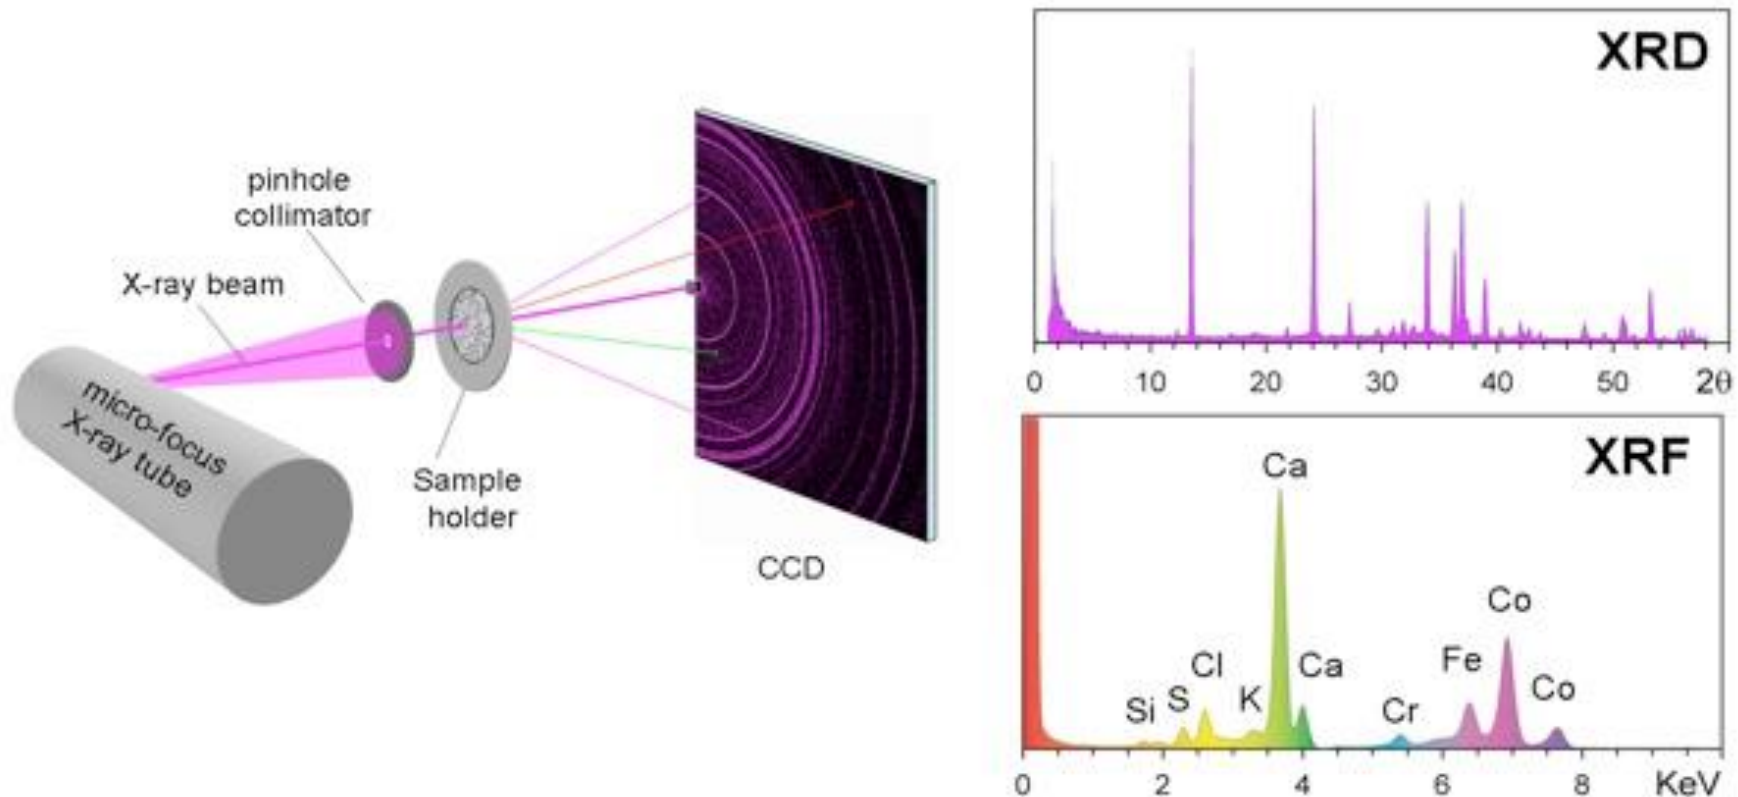 pinhole
collimator
X-ray beam
micro-focus
X-ray tube
Sample
holder
CCD
XRD
0 10 20 30 40 50 2θ
XRF
Ca
Co
Cl
Ca
Fe
Si
S
K
Cr
Co
0 2 4 6 8 KeV